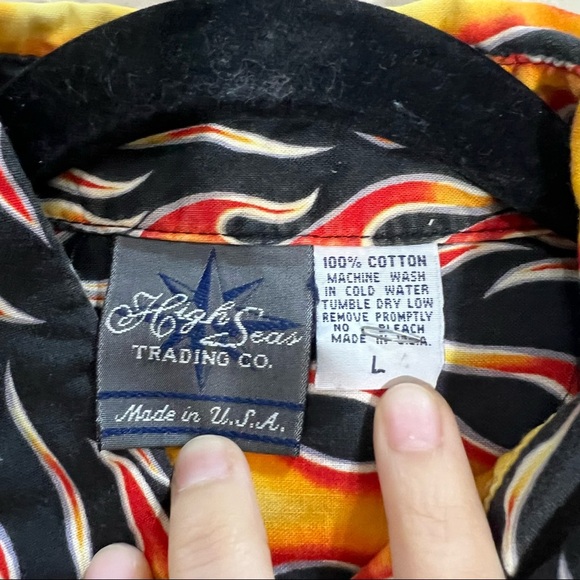 High Seas
TRADING CO.
Made in U.S.A.
100% COTTON
MACHINE WASH
IN COLD WATER
TUMBLE DRY LOW
REMOVE PROMPTLY
NO BLEACH
MADE IN U.S.A.
L